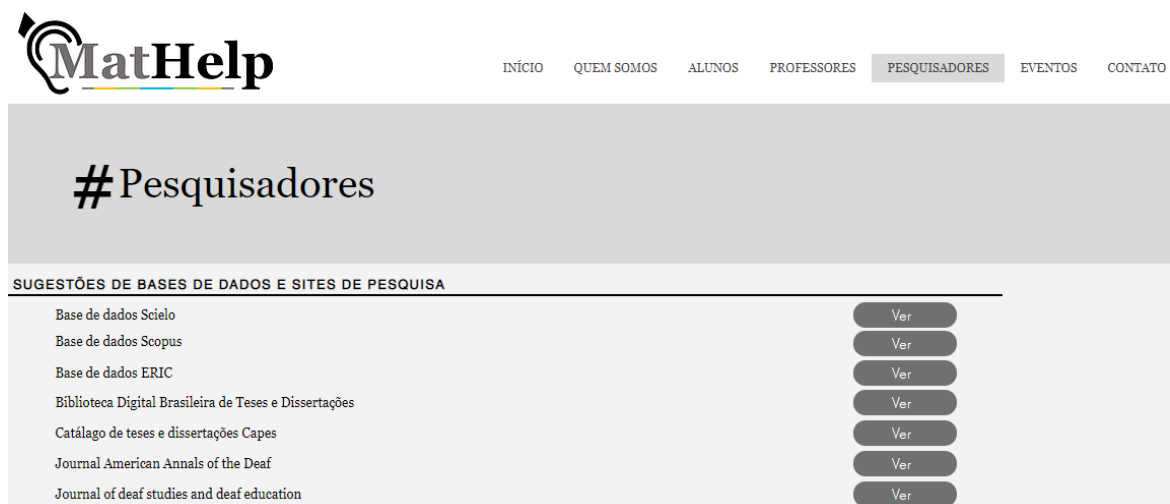 MatHelp
INÍCIO QUEM SOMOS ALUNOS PROFESSORES PESQUISADORES EVENTOS CONTATO
#Pesquisadores
SUGESTÕES DE BASES DE DADOS E SITES DE PESQUISA
Base de dados Scielo Ver
Base de dados Scopus Ver
Base de dados ERIC Ver
Biblioteca Digital Brasileira de Teses e Dissertações Ver
Catálago de teses e dissertações Capes Ver
Journal American Annals of the Deaf Ver
Journal of deaf studies and deaf education Ver